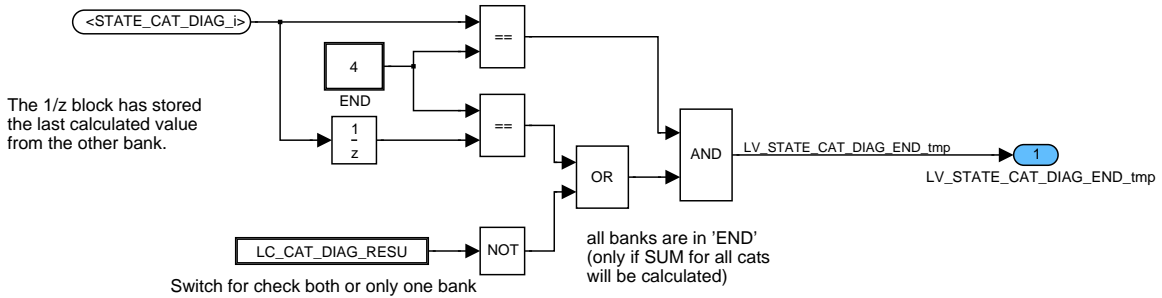 <STATE_CAT_DIAG_i>
==
4
END
The 1/z block has stored
the last calculated value
from the other bank.
1
z
==
AND
LV_STATE_CAT_DIAG_END_tmp
1
LV_STATE_CAT_DIAG_END_tmp
OR
LC_CAT_DIAG_RESU
NOT
all banks are in 'END'
(only if SUM for all cats
will be calculated)
Switch for check both or only one bank